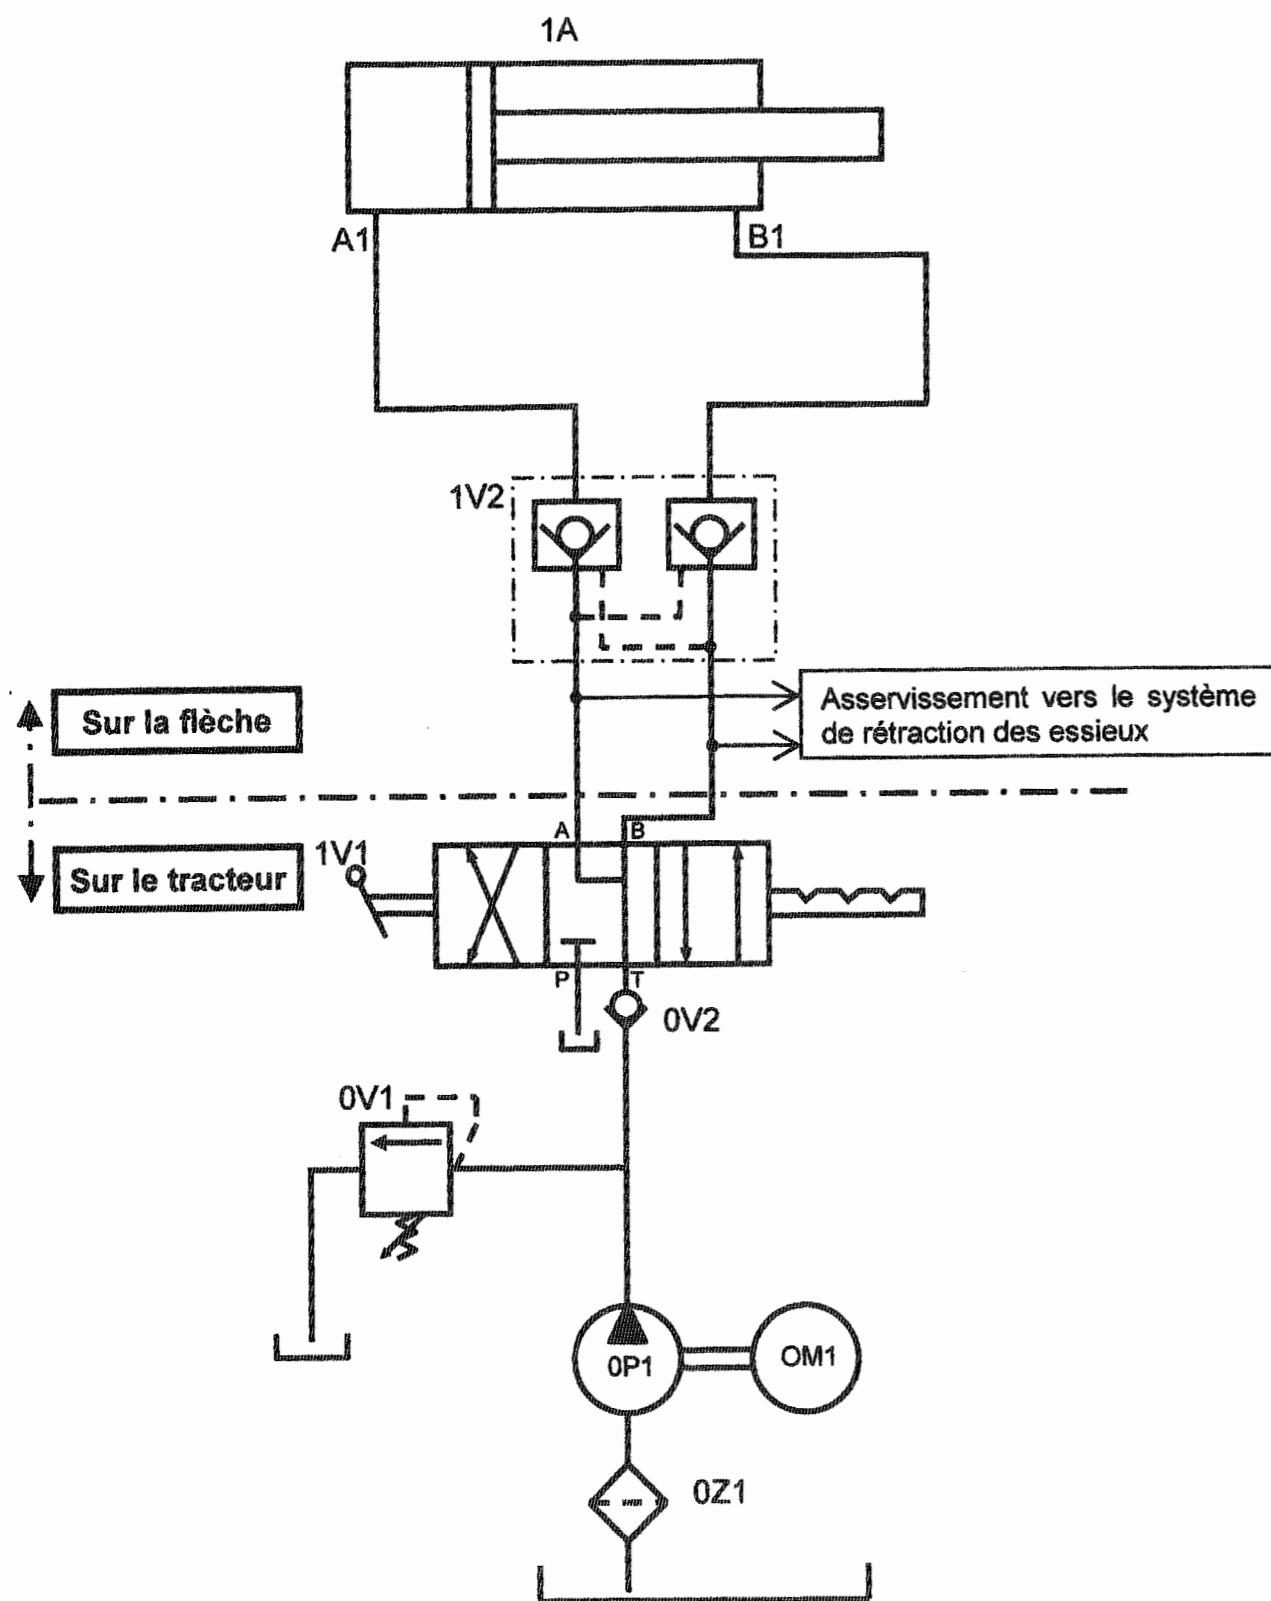 1A
A1
B1
1V2
Asservissement vers le système
de rétraction des essieux
Sur la flèche
A
B
1V1
Sur le tracteur
P
T
0V2
0V1
0P1
OM1
0Z1